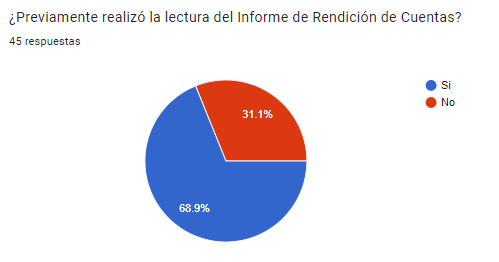 ¿Previamente realizó la lectura del Informe de Rendición de Cuentas?
45 respuestas
Si
No
31.1%
68.9%